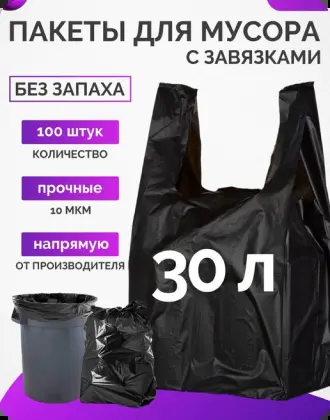 ПАКЕТЫ ДЛЯ МУСОРА
С ЗАВЯЗКАМИ
БЕЗ ЗАПАХА
100 штук
КОЛИЧЕСТВО
прочные
10 МКМ
напрямую
ОТ ПРОИЗВОДИТЕЛЯ
30 л